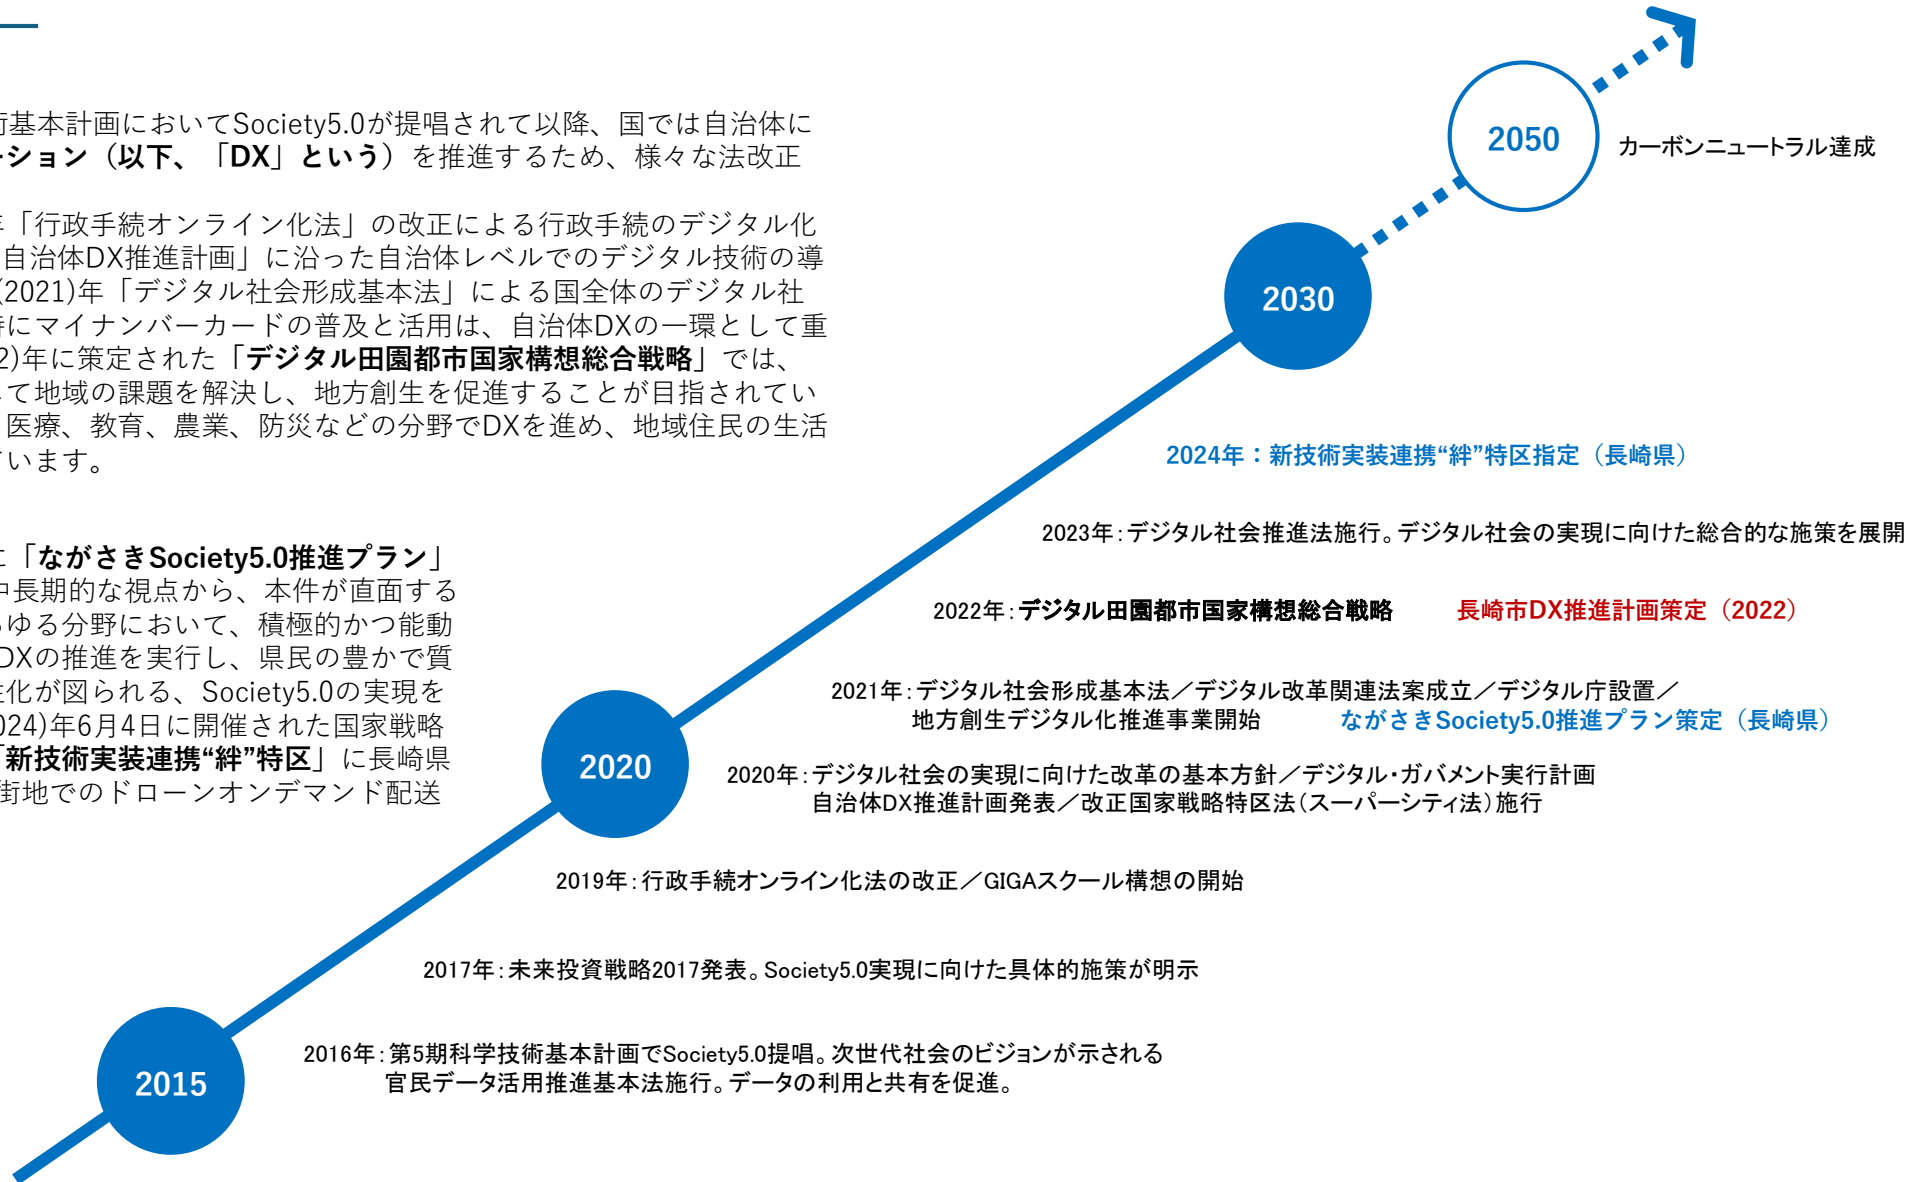 術基本計画においてSociety5.0が提唱されて以降、国では自治体に
ーション（以下、「DX」という）を推進するため、様々な法改正
年「行政手続オンライン化法」の改正による行政手続のデジタル化
自治体DX推進計画」に沿った自治体レベルでのデジタル技術の導
(2021)年「デジタル社会形成基本法」による国全体のデジタル社
特にマイナンバーカードの普及と活用は、自治体DXの一環として重
2)年に策定された「デジタル田園都市国家構想総合戦略」では、
して地域の課題を解決し、地方創生を促進することが目指されてい
医療、教育、農業、防災などの分野でDXを進め、地域住民の生活
ています。
に「ながさきSociety5.0推進プラン」
中長期的な視点から、本件が直面する
らゆる分野において、積極的かつ能動
DXの推進を実行し、県民の豊かで質
性化が図られる、Society5.0の実現を
024)年6月4日に開催された国家戦略
「新技術実装連携“絆”特区」に長崎県
街地でのドローンオンデマンド配送
2050
カーボンニュートラル達成
2030
2024年：新技術実装連携“絆”特区指定（長崎県）
2023年：デジタル社会推進法施行。デジタル社会の実現に向けた総合的な施策を展開
2022年：デジタル田園都市国家構想総合戦略 長崎市DX推進計画策定（2022）
2021年：デジタル社会形成基本法／デジタル改革関連法案成立／デジタル庁設置／
地方創生デジタル化推進事業開始 ながさきSociety5.0推進プラン策定（長崎県）
2020
2020年：デジタル社会の実現に向けた改革の基本方針／デジタル・ガバメント実行計画
自治体DX推進計画発表／改正国家戦略特区法（スーパーシティ法）施行
2019年：行政手続オンライン化法の改正／GIGAスクール構想の開始
2017年：未来投資戦略2017発表。Society5.0実現に向けた具体的施策が明示
2016年：第5期科学技術基本計画でSociety5.0提唱。次世代社会のビジョンが示される
官民データ活用推進基本法施行。データの利用と共有を促進。
2015